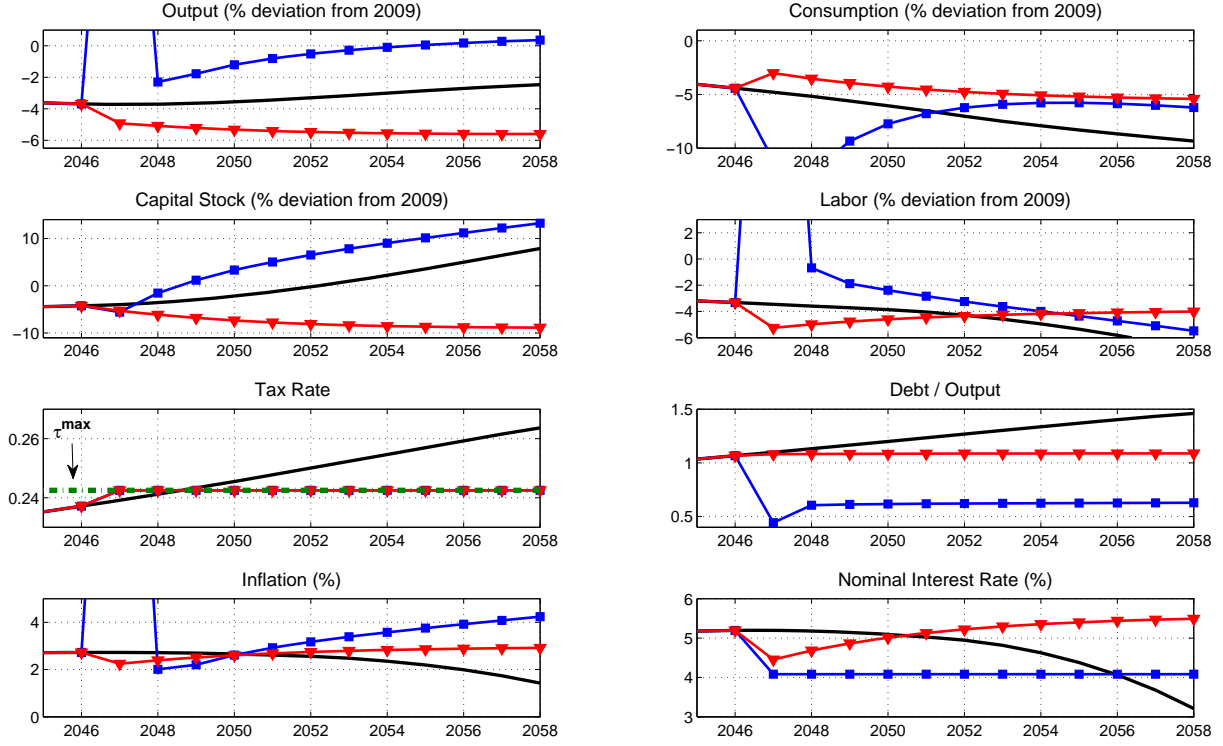 Output (% deviation from 2009)
0
−2
−4
−6
2046 2048 2050 2052 2054 2056 2058
Consumption (% deviation from 2009)
0
−5
−10
2046 2048 2050 2052 2054 2056 2058
Capital Stock (% deviation from 2009)
10
0
−10
2046 2048 2050 2052 2054 2056 2058
Labor (% deviation from 2009)
2
0
−2
−4
−6
2046 2048 2050 2052 2054 2056 2058
Tax Rate
τmax
0.26
0.24
2046 2048 2050 2052 2054 2056 2058
Debt / Output
1.5
1
0.5
2046 2048 2050 2052 2054 2056 2058
Inflation (%)
4
2
0
2046 2048 2050 2052 2054 2056 2058
Nominal Interest Rate (%)
6
5
4
3
2046 2048 2050 2052 2054 2056 2058